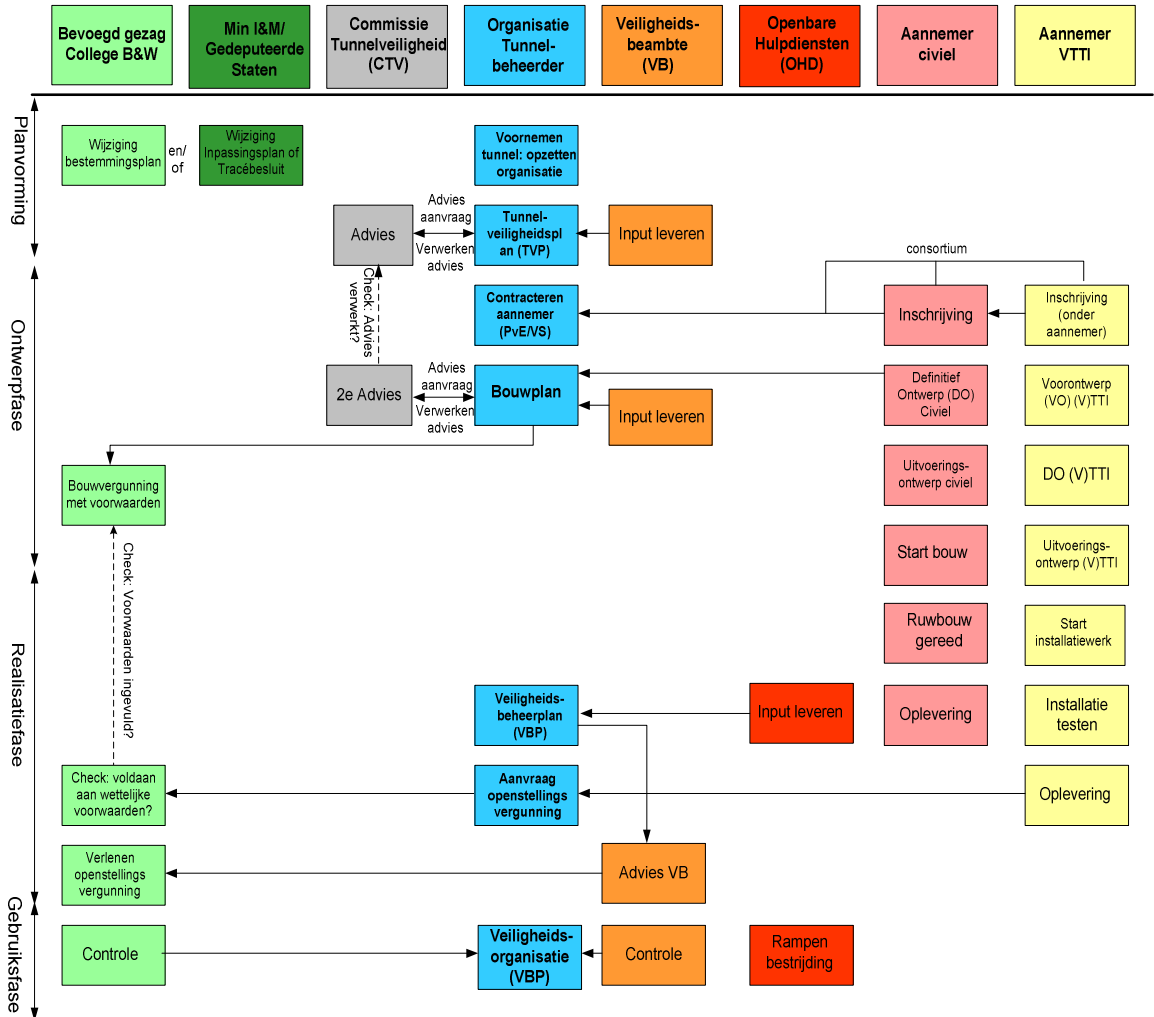 Bevoegd gezag
College B&W
Min I&M/
Gedeputeerde
Staten
Commissie
Tunnelveiligheid
(CTV)
Organisatie
Tunnel-
beheerder
Veiligheids-
beambte
(VB)
Openbare
Hulpdiensten
(OHD)
Aannemer
civiel
Aannemer
VTTI
Planvorming
Wijziging
bestemmingsplan
en/
of
Wijziging
Inpassingsplan of
Tracébesluit
Voornemen
tunnel: opzetten
organisatie
Advies
Advies
aanvraag
Verwerken
advies
Tunnel-
veiligheidspl
an (TVP)
Input leveren
Check: Advies
verwerkt?
consortium
Ontwerpfase
Contracteren
aannemer
(PvE/VS)
Inschrijving
Inschrijving
(onder
aannemer)
2e Advies
Advies
aanvraag
Verwerken
advies
Bouwplan
Input leveren
Definitief
Ontwerp (DO)
Civiel
Voorontwerp
(VO) (V)TTI
Bouwvergunning
met voorwaarden
Uitvoerings-
ontwerp civiel
DO (V)TTI
Check: Voorwaarden ingevuld?
Start bouw
Uitvoerings-
ontwerp (V)TTI
Realisatiefase
Ruwbouw
gereed
Start
installatiewerk
Veiligheids-
beheerplan
(VBP)
Input leveren
Oplevering
Installatie
testen
Check: voldaan
aan wettelijke
voorwaarden?
Aanvraag
openstellings
vergunning
Oplevering
Verlenen
openstellings
vergunning
Advies VB
Gebruiksfase
Controle
Veiligheids-
organisatie
(VBP)
Controle
Rampen
bestrijding